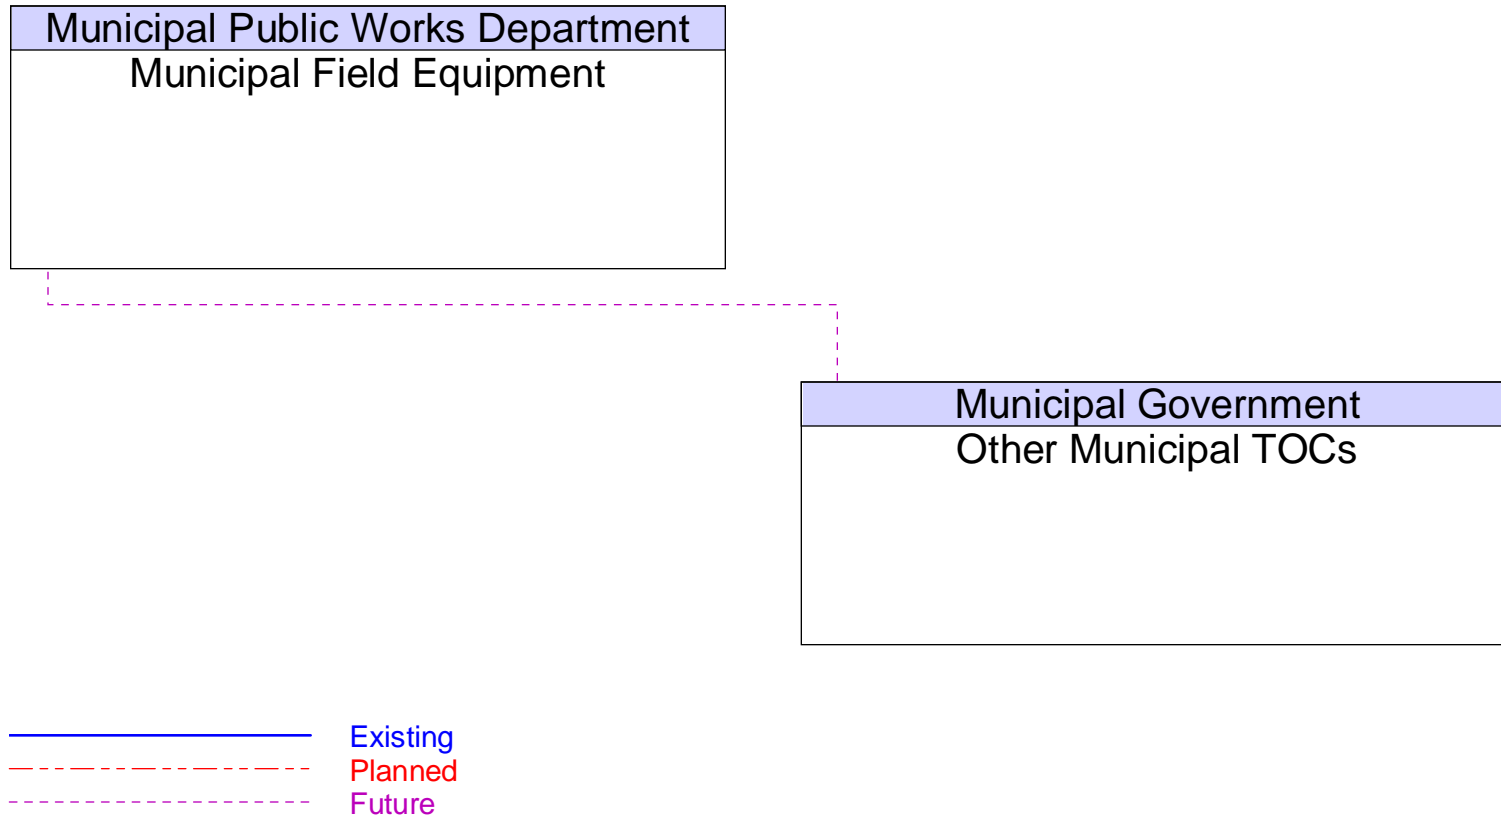 Municipal Public Works Department
Municipal Field Equipment
Municipal Government
Other Municipal TOCs
Existing
Planned
Future